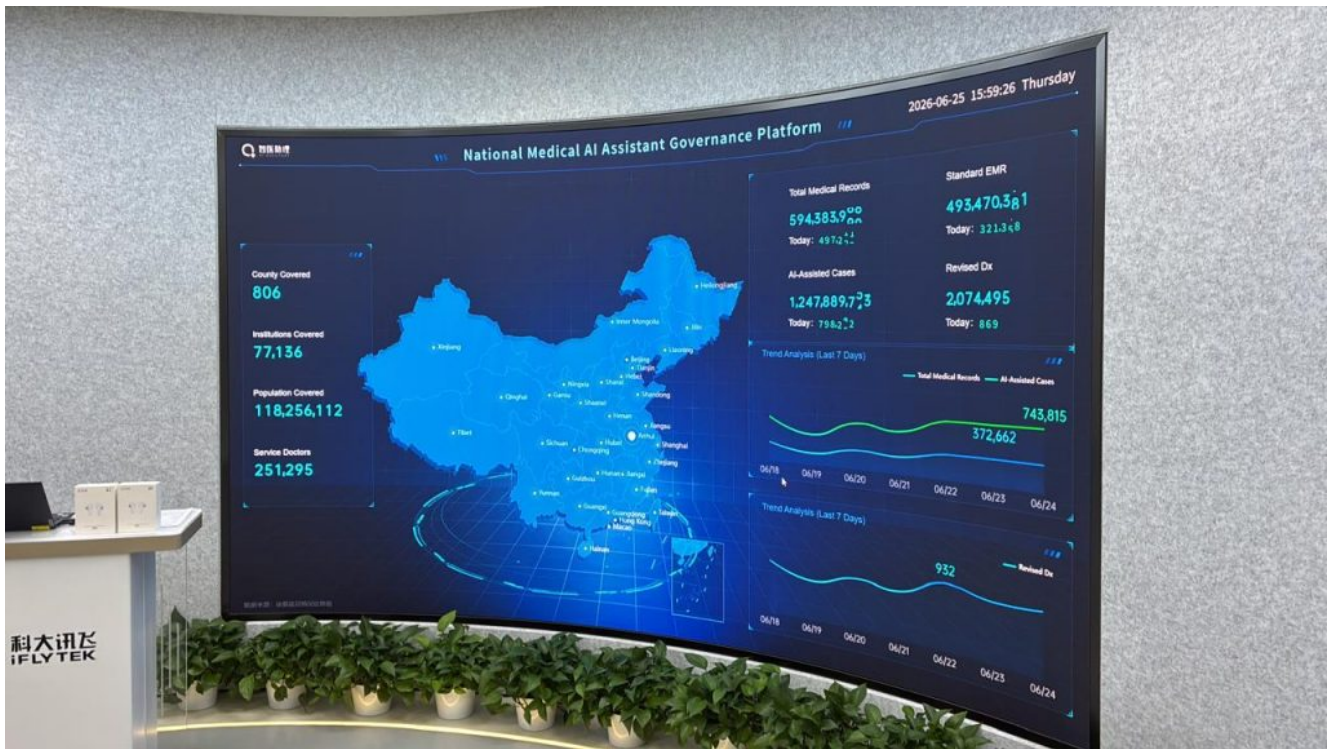 智医助理
National Medical AI Assistant Governance Platform
2026-06-25 15:59:26 Thursday
County Covered
806
Institutions Covered
77,136
Population Covered
118,256,112
Service Doctors
251,295
Heilongjiang
Inner Mongolia
Jilin
Xinjiang
Liaoning
Beijing
Tianjin
Hebei
Ningxia
Shanxi
Qinghai
Gansu
Shandong
Shaanxi
Henan
Jiangsu
Tibet
Anhui
Sichuan
Hubei
Shanghai
Chongqing
Zhejiang
Hunan
Jiangxi
Guizhou
Yunnan
Fujian
Guangxi
Guangdong
Taiwan
Hong Kong
Macao
Hainan
Total Medical Records
Today:
Standard EMR
Today:
AI-Assisted Cases
Today:
Revised Dx
2,074,495
Today: 869
Trend Analysis (Last 7 Days)
Total Medical Records
AI-Assisted Cases
743,815
372,662
06/18
06/19
06/20
06/21
06/22
06/23
06/24
Trend Analysis (Last 7 Days)
Revised Dx
932
06/18
06/19
06/20
06/21
06/22
06/23
06/24
科大讯飞
iFLYTEK